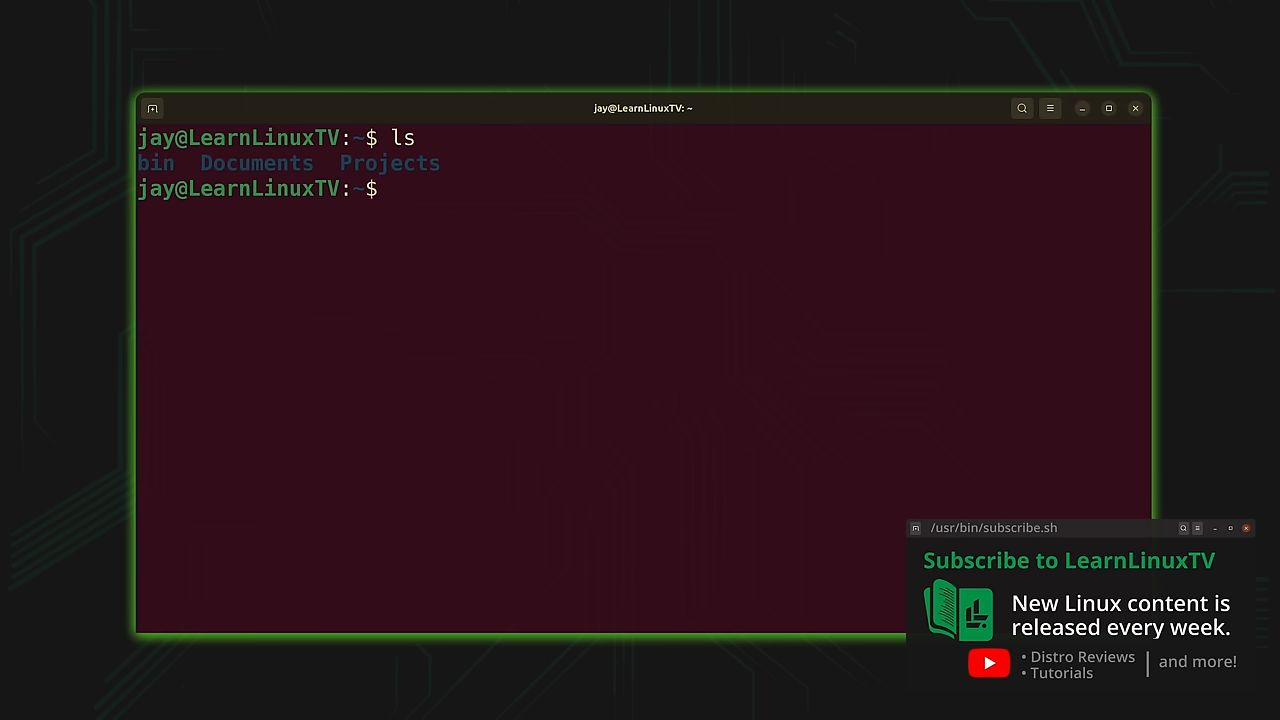 jay@LearnLinuxTV: ~
jay@LearnLinuxTV:~$ ls
bin  Documents  Projects
jay@LearnLinuxTV:~$
/usr/bin/subscribe.sh
Subscribe to LearnLinuxTV
New Linux content is
released every week.
• Distro Reviews
• Tutorials
and more!